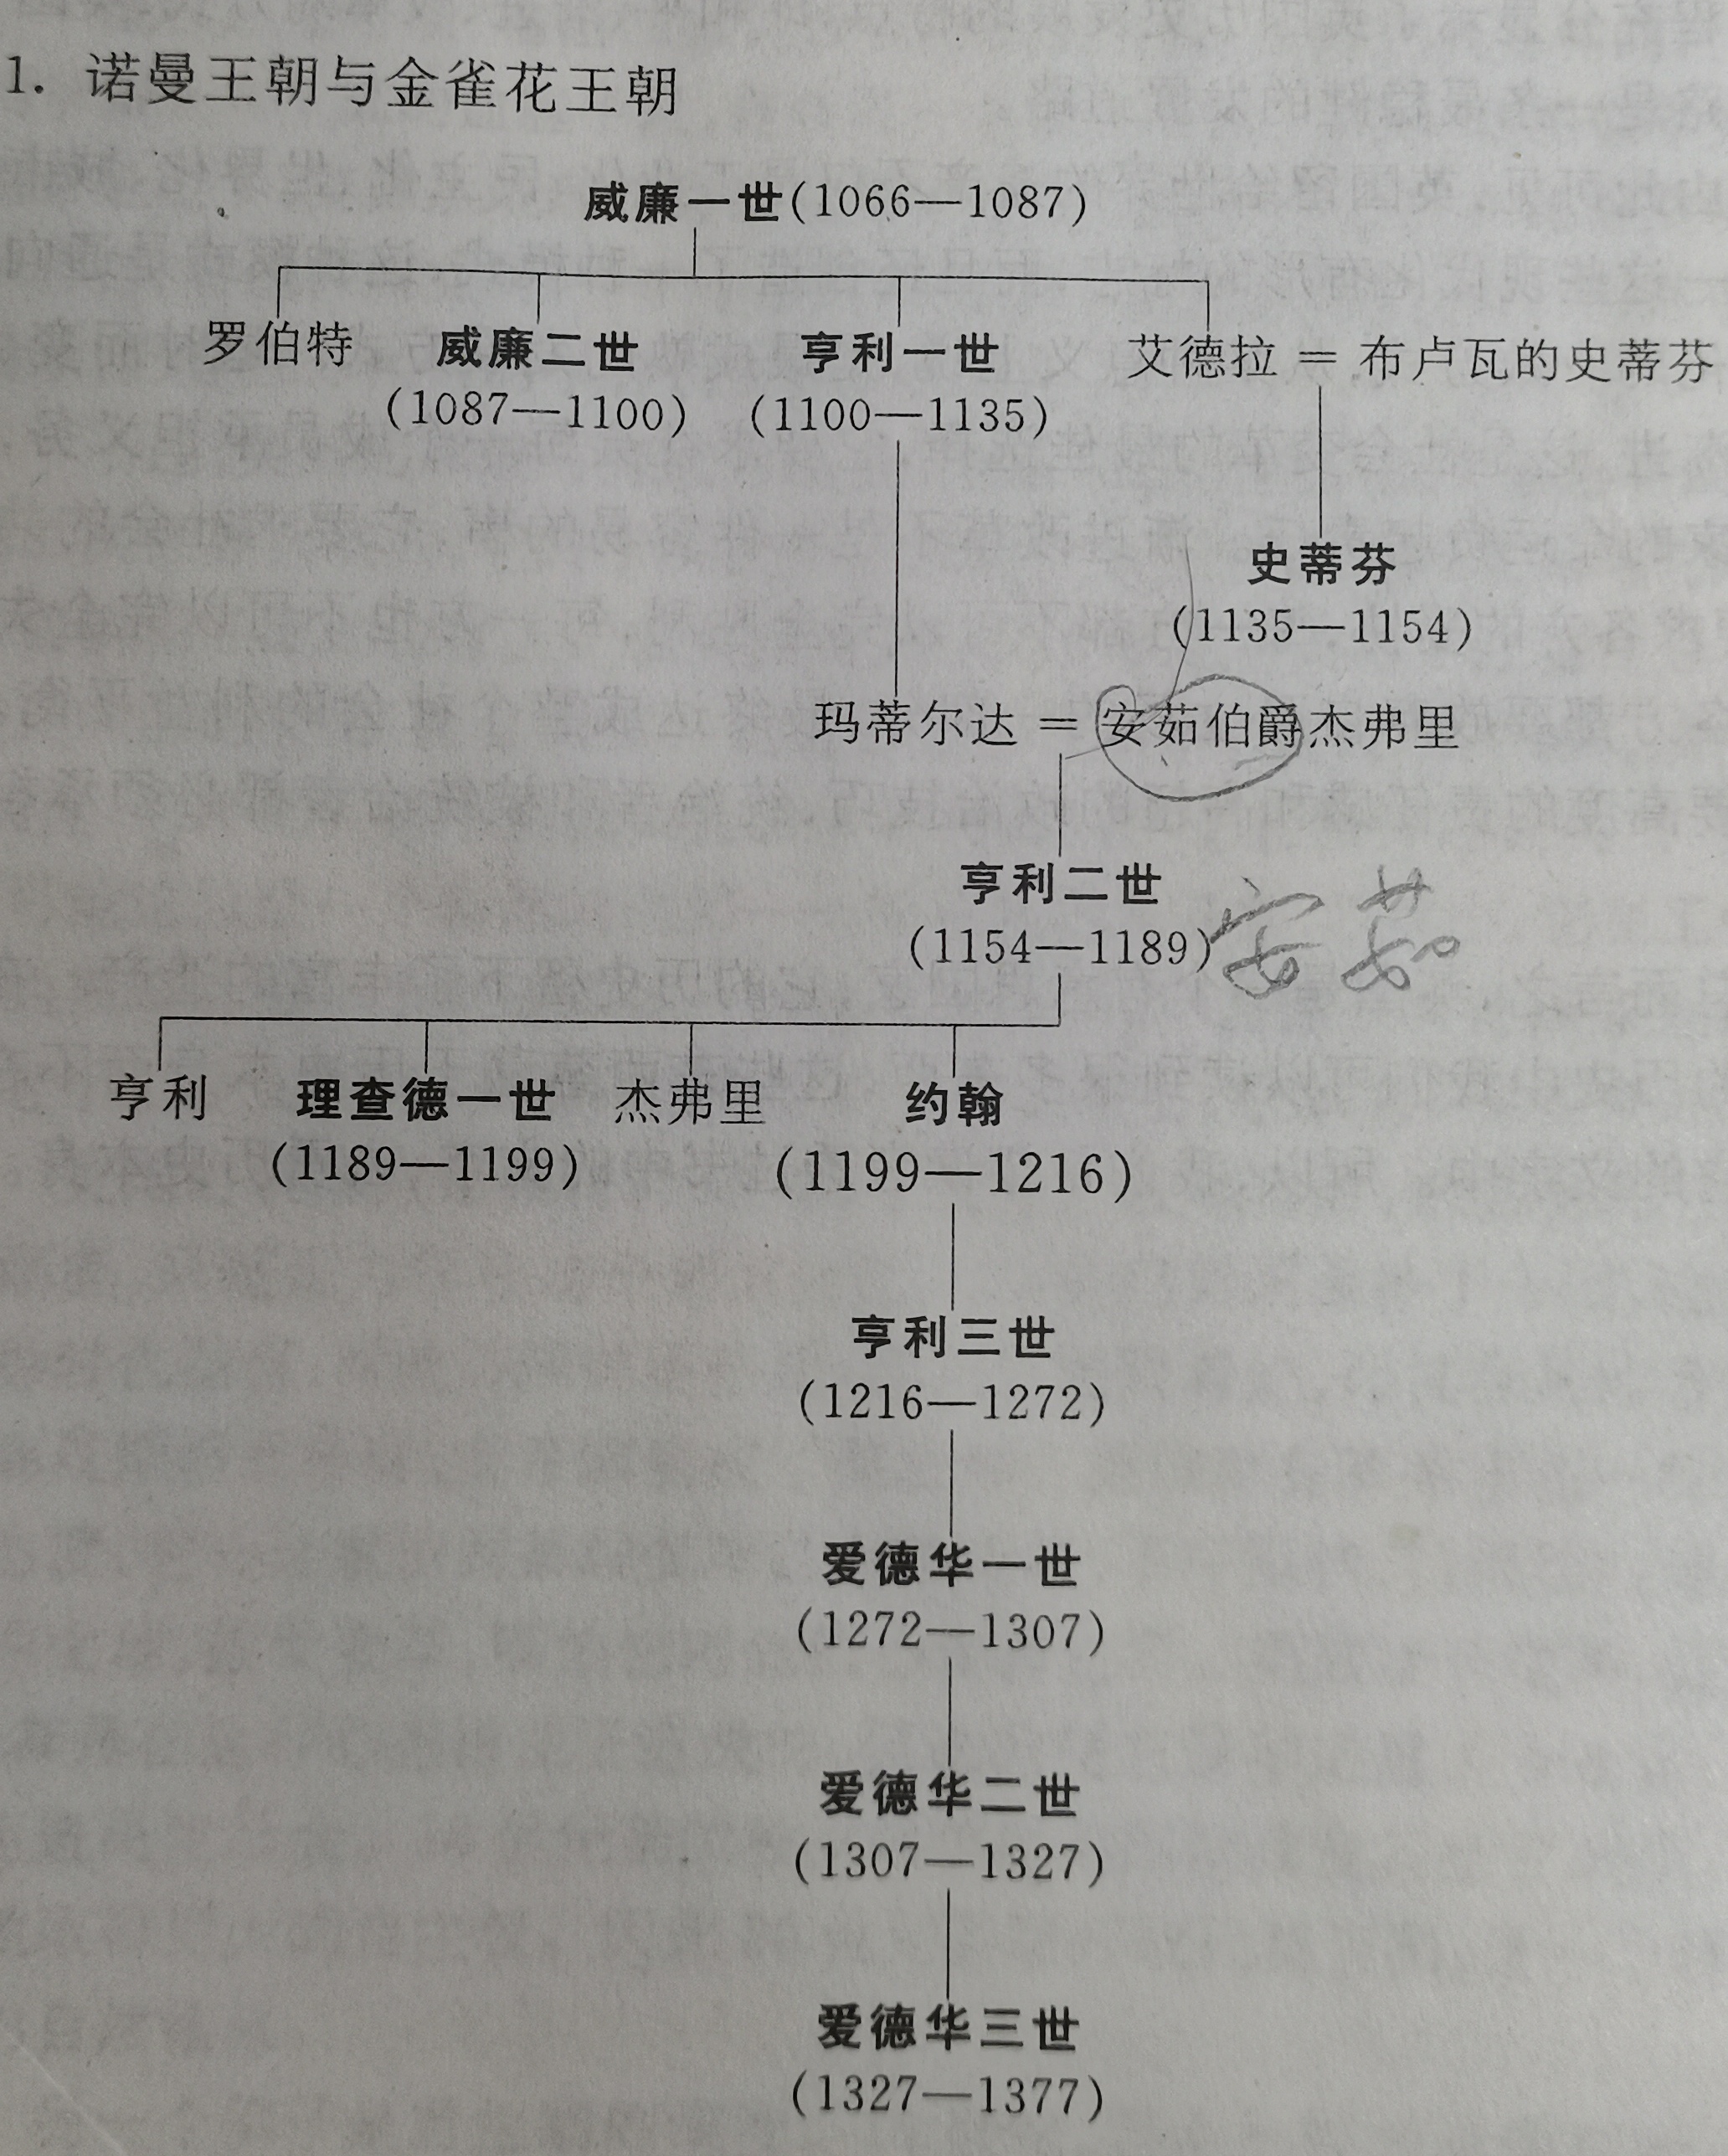 1. 诺曼王朝与金雀花王朝
威廉一世(1066—1087)
罗伯特 威廉二世 亨利一世 艾德拉 = 布卢瓦的史蒂芬
(1087—1100) (1100—1135)
史蒂芬
(1135—1154)
玛蒂尔达 = 安茹伯爵杰弗里
亨利二世
(1154—1189) 安茹
亨利 理查德一世 杰弗里 约翰
(1189—1199) (1199—1216)
亨利三世
(1216—1272)
爱德华一世
(1272—1307)
爱德华二世
(1307—1327)
爱德华三世
(1327—1377)